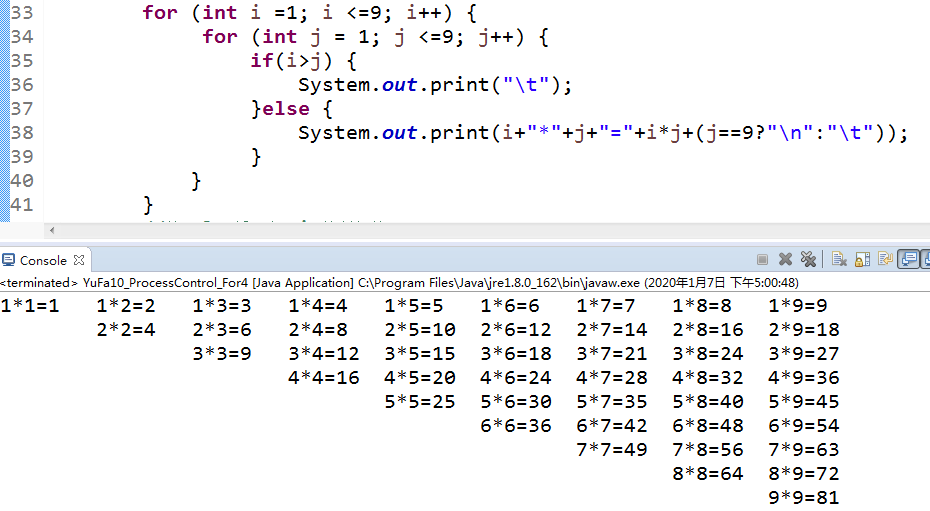 33 for (int i =1; i <=9; i++) {
34 for (int j = 1; j <=9; j++) {
35 if(i>j) {
36 System.out.print("\t");
37 }else {
38 System.out.print(i+"*"+j+"="+i*j+(j==9?"\n":"\t"));
39 }
40 }
41 }
Console
<terminated> YuFa10_ProcessControl_For4 [Java Application] C:\Program Files\Java\jre1.8.0_162\bin\javaw.exe (2020年1月7日 下午5:00:48)
1*1=1 1*2=2 1*3=3 1*4=4 1*5=5 1*6=6 1*7=7 1*8=8 1*9=9
2*2=4 2*3=6 2*4=8 2*5=10 2*6=12 2*7=14 2*8=16 2*9=18
3*3=9 3*4=12 3*5=15 3*6=18 3*7=21 3*8=24 3*9=27
4*4=16 4*5=20 4*6=24 4*7=28 4*8=32 4*9=36
5*5=25 5*6=30 5*7=35 5*8=40 5*9=45
6*6=36 6*7=42 6*8=48 6*9=54
7*7=49 7*8=56 7*9=63
8*8=64 8*9=72
9*9=81